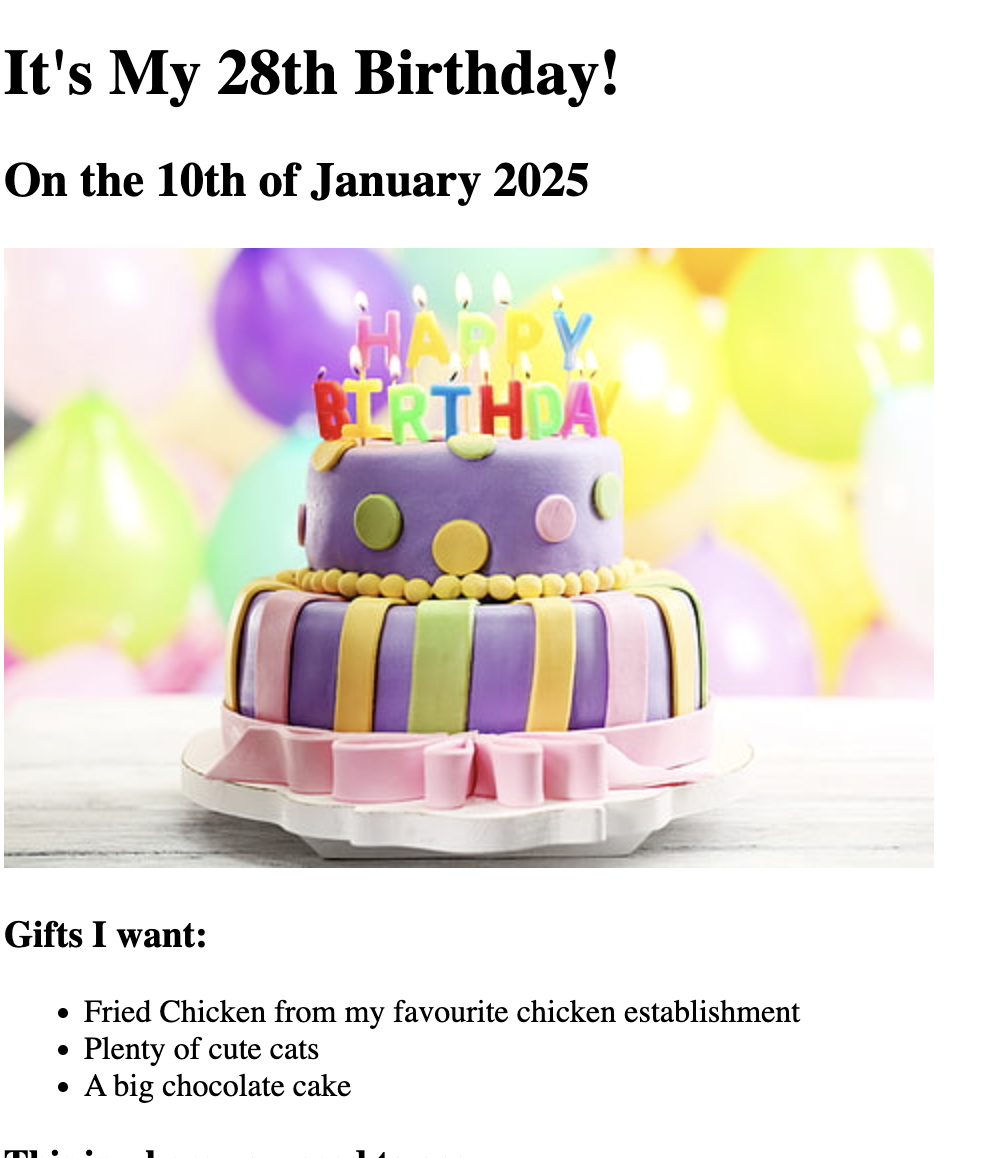 It's My 28th Birthday!
On the 10th of January 2025
HAPPY
BIRTHDAY
Gifts I want:
Fried Chicken from my favourite chicken establishment
Plenty of cute cats
A big chocolate cake